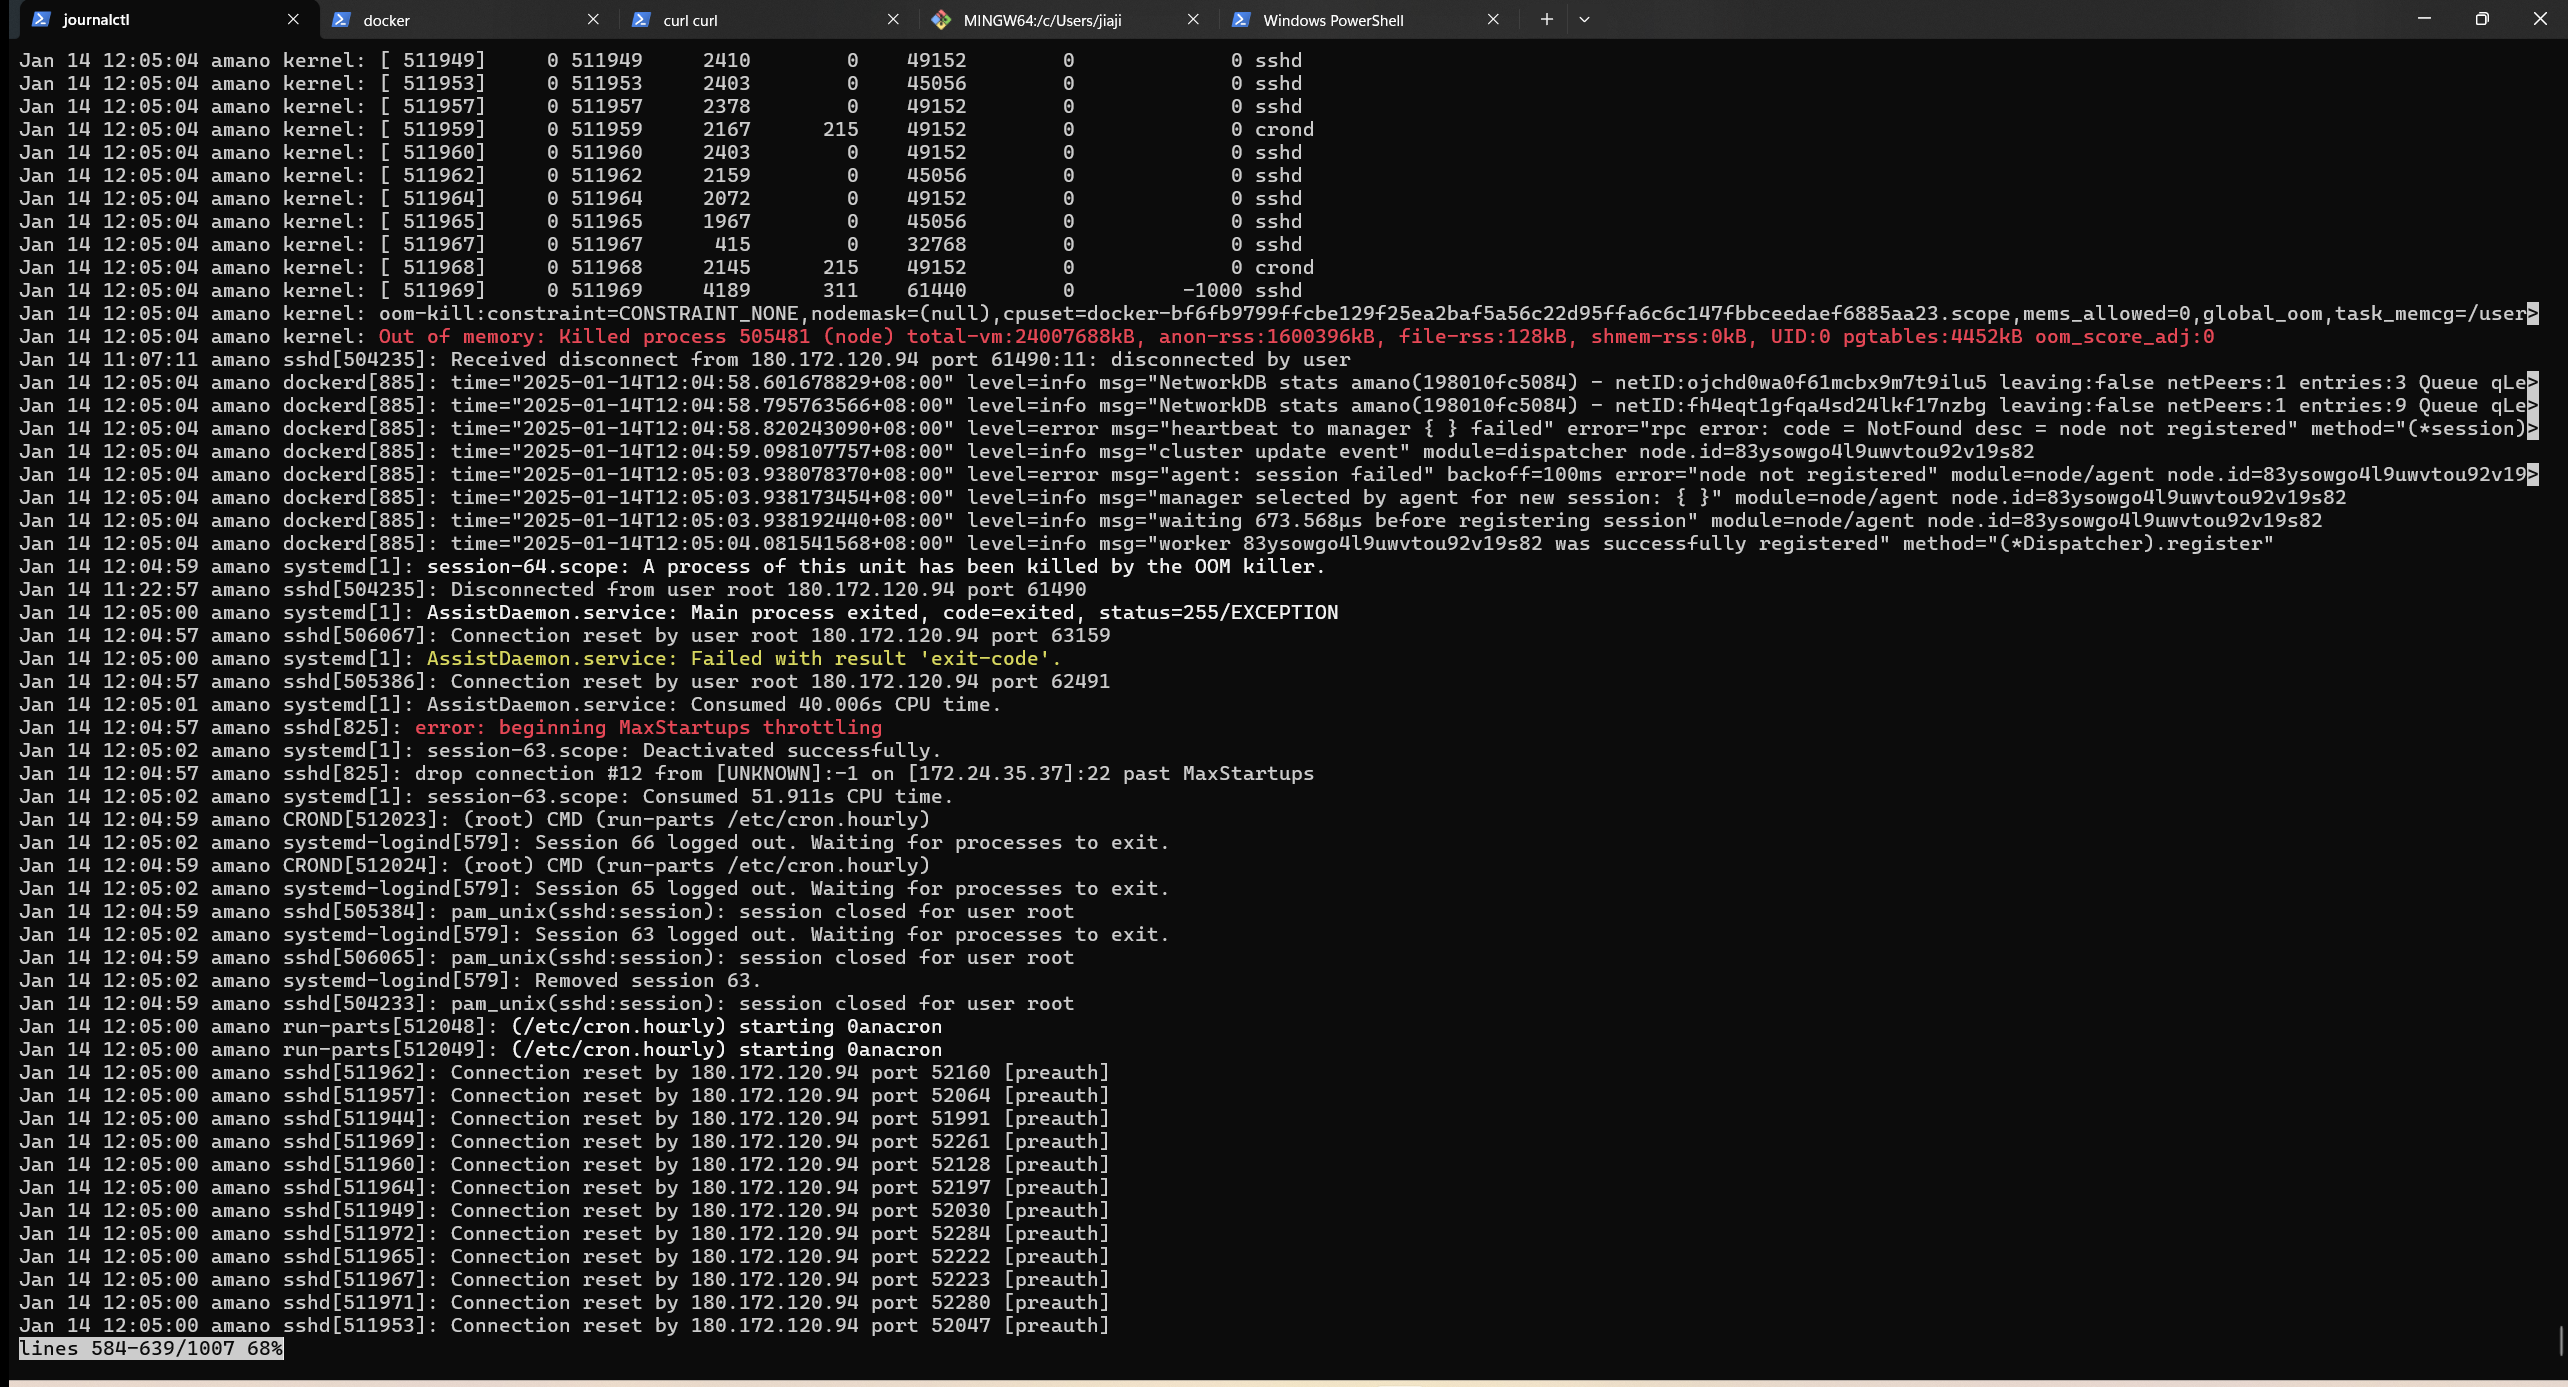 journalctl docker curl curl MINGW64:/c/Users/jiaji Windows PowerShell
Jan 14 12:05:04 amano kernel: [ 511949]     0 511949     2410        0    49152        0             0 sshd
Jan 14 12:05:04 amano kernel: [ 511953]     0 511953     2403        0    45056        0             0 sshd
Jan 14 12:05:04 amano kernel: [ 511957]     0 511957     2378        0    49152        0             0 sshd
Jan 14 12:05:04 amano kernel: [ 511959]     0 511959     2167      215    49152        0             0 crond
Jan 14 12:05:04 amano kernel: [ 511960]     0 511960     2403        0    49152        0             0 sshd
Jan 14 12:05:04 amano kernel: [ 511962]     0 511962     2159        0    45056        0             0 sshd
Jan 14 12:05:04 amano kernel: [ 511964]     0 511964     2072        0    49152        0             0 sshd
Jan 14 12:05:04 amano kernel: [ 511965]     0 511965     1967        0    45056        0             0 sshd
Jan 14 12:05:04 amano kernel: [ 511967]     0 511967      415        0    32768        0             0 sshd
Jan 14 12:05:04 amano kernel: [ 511968]     0 511968     2145      215    49152        0             0 crond
Jan 14 12:05:04 amano kernel: [ 511969]     0 511969     4189      311    61440        0         -1000 sshd
Jan 14 12:05:04 amano kernel: oom-kill:constraint=CONSTRAINT_NONE,nodemask=(null),cpuset=docker-bf6fb9799ffcbe129f25ea2baf5a56c22d95ffa6c6c147fbbceedaef6885aa23.scope,mems_allowed=0,global_oom,task_memcg=/user>
Jan 14 12:05:04 amano kernel: Out of memory: Killed process 505481 (node) total-vm:24007688kB, anon-rss:1600396kB, file-rss:128kB, shmem-rss:0kB, UID:0 pgtables:4452kB oom_score_adj:0
Jan 14 11:07:11 amano sshd[504235]: Received disconnect from 180.172.120.94 port 61490:11: disconnected by user
Jan 14 12:05:04 amano dockerd[885]: time="2025-01-14T12:04:58.601678829+08:00" level=info msg="NetworkDB stats amano(198010fc5084) - netID:ojchd0wa0f61mcbx9m7t9ilu5 leaving:false netPeers:1 entries:3 Queue qLe>
Jan 14 12:05:04 amano dockerd[885]: time="2025-01-14T12:04:58.795763566+08:00" level=info msg="NetworkDB stats amano(198010fc5084) - netID:fh4eqt1gfqa4sd24lkf17nzbg leaving:false netPeers:1 entries:9 Queue qLe>
Jan 14 12:05:04 amano dockerd[885]: time="2025-01-14T12:04:58.820243090+08:00" level=error msg="heartbeat to manager { } failed" error="rpc error: code = NotFound desc = node not registered" method="(*session)>
Jan 14 12:05:04 amano dockerd[885]: time="2025-01-14T12:04:59.098107757+08:00" level=info msg="cluster update event" module=dispatcher node.id=83ysowgo4l9uwvtou92v19s82
Jan 14 12:05:04 amano dockerd[885]: time="2025-01-14T12:05:03.938078370+08:00" level=error msg="agent: session failed" backoff=100ms error="node not registered" module=node/agent node.id=83ysowgo4l9uwvtou92v19>
Jan 14 12:05:04 amano dockerd[885]: time="2025-01-14T12:05:03.938173454+08:00" level=info msg="manager selected by agent for new session: { }" module=node/agent node.id=83ysowgo4l9uwvtou92v19s82
Jan 14 12:05:04 amano dockerd[885]: time="2025-01-14T12:05:03.938192440+08:00" level=info msg="waiting 673.568µs before registering session" module=node/agent node.id=83ysowgo4l9uwvtou92v19s82
Jan 14 12:05:04 amano dockerd[885]: time="2025-01-14T12:05:04.081541568+08:00" level=info msg="worker 83ysowgo4l9uwvtou92v19s82 was successfully registered" method="(*Dispatcher).register"
Jan 14 12:04:59 amano systemd[1]: session-64.scope: A process of this unit has been killed by the OOM killer.
Jan 14 11:22:57 amano sshd[504235]: Disconnected from user root 180.172.120.94 port 61490
Jan 14 12:05:00 amano systemd[1]: AssistDaemon.service: Main process exited, code=exited, status=255/EXCEPTION
Jan 14 12:04:57 amano sshd[506067]: Connection reset by user root 180.172.120.94 port 63159
Jan 14 12:05:00 amano systemd[1]: AssistDaemon.service: Failed with result 'exit-code'.
Jan 14 12:04:57 amano sshd[505386]: Connection reset by user root 180.172.120.94 port 62491
Jan 14 12:05:01 amano systemd[1]: AssistDaemon.service: Consumed 40.006s CPU time.
Jan 14 12:04:57 amano sshd[825]: error: beginning MaxStartups throttling
Jan 14 12:05:02 amano systemd[1]: session-63.scope: Deactivated successfully.
Jan 14 12:04:57 amano sshd[825]: drop connection #12 from [UNKNOWN]:-1 on [172.24.35.37]:22 past MaxStartups
Jan 14 12:05:02 amano systemd[1]: session-63.scope: Consumed 51.911s CPU time.
Jan 14 12:04:59 amano CROND[512023]: (root) CMD (run-parts /etc/cron.hourly)
Jan 14 12:05:02 amano systemd-logind[579]: Session 66 logged out. Waiting for processes to exit.
Jan 14 12:04:59 amano CROND[512024]: (root) CMD (run-parts /etc/cron.hourly)
Jan 14 12:05:02 amano systemd-logind[579]: Session 65 logged out. Waiting for processes to exit.
Jan 14 12:04:59 amano sshd[505384]: pam_unix(sshd:session): session closed for user root
Jan 14 12:05:02 amano systemd-logind[579]: Session 63 logged out. Waiting for processes to exit.
Jan 14 12:04:59 amano sshd[506065]: pam_unix(sshd:session): session closed for user root
Jan 14 12:05:02 amano systemd-logind[579]: Removed session 63.
Jan 14 12:04:59 amano sshd[504233]: pam_unix(sshd:session): session closed for user root
Jan 14 12:05:00 amano run-parts[512048]: (/etc/cron.hourly) starting 0anacron
Jan 14 12:05:00 amano run-parts[512049]: (/etc/cron.hourly) starting 0anacron
Jan 14 12:05:00 amano sshd[511962]: Connection reset by 180.172.120.94 port 52160 [preauth]
Jan 14 12:05:00 amano sshd[511957]: Connection reset by 180.172.120.94 port 52064 [preauth]
Jan 14 12:05:00 amano sshd[511944]: Connection reset by 180.172.120.94 port 51991 [preauth]
Jan 14 12:05:00 amano sshd[511969]: Connection reset by 180.172.120.94 port 52261 [preauth]
Jan 14 12:05:00 amano sshd[511960]: Connection reset by 180.172.120.94 port 52128 [preauth]
Jan 14 12:05:00 amano sshd[511964]: Connection reset by 180.172.120.94 port 52197 [preauth]
Jan 14 12:05:00 amano sshd[511949]: Connection reset by 180.172.120.94 port 52030 [preauth]
Jan 14 12:05:00 amano sshd[511972]: Connection reset by 180.172.120.94 port 52284 [preauth]
Jan 14 12:05:00 amano sshd[511965]: Connection reset by 180.172.120.94 port 52222 [preauth]
Jan 14 12:05:00 amano sshd[511967]: Connection reset by 180.172.120.94 port 52223 [preauth]
Jan 14 12:05:00 amano sshd[511971]: Connection reset by 180.172.120.94 port 52280 [preauth]
Jan 14 12:05:00 amano sshd[511953]: Connection reset by 180.172.120.94 port 52047 [preauth]
lines 584-639/1007 68%